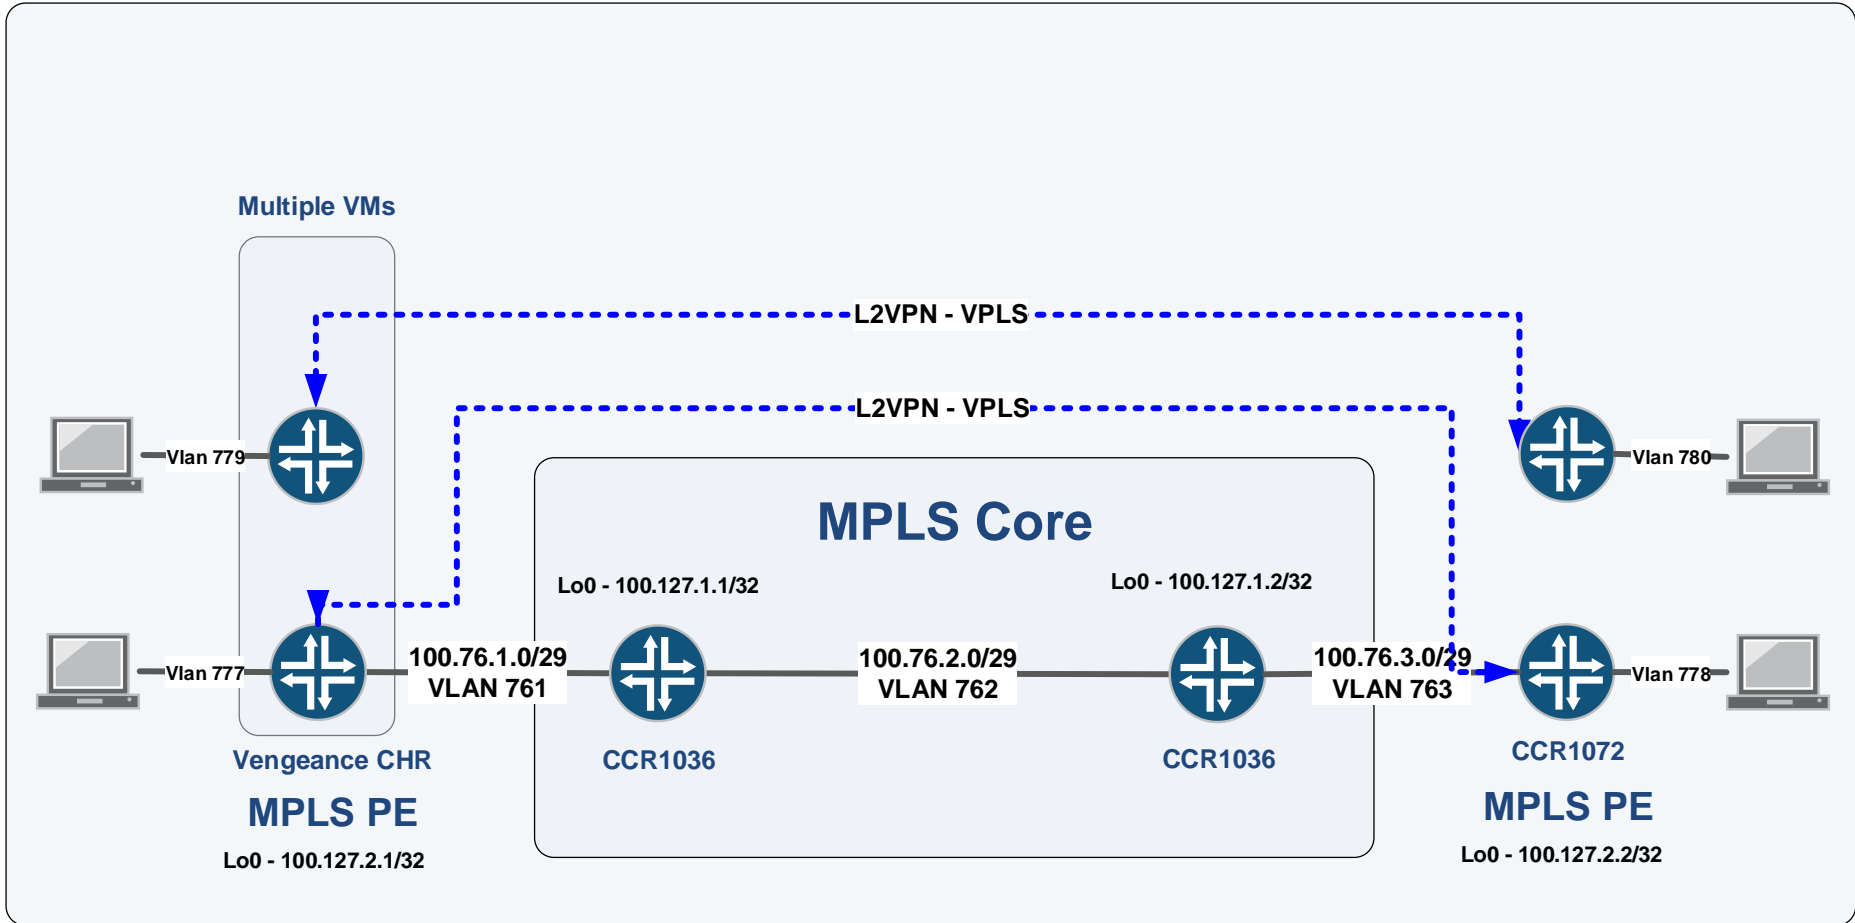 Multiple VMs
L2VPN - VPLS
L2VPN - VPLS
Vlan 779
Vlan 780
MPLS Core
Lo0 - 100.127.1.1/32
Lo0 - 100.127.1.2/32
Vlan 777
100.76.1.0/29
VLAN 761
100.76.2.0/29
VLAN 762
100.76.3.0/29
VLAN 763
Vlan 778
Vengeance CHR
CCR1036
CCR1036
CCR1072
MPLS PE
MPLS PE
Lo0 - 100.127.2.1/32
Lo0 - 100.127.2.2/32